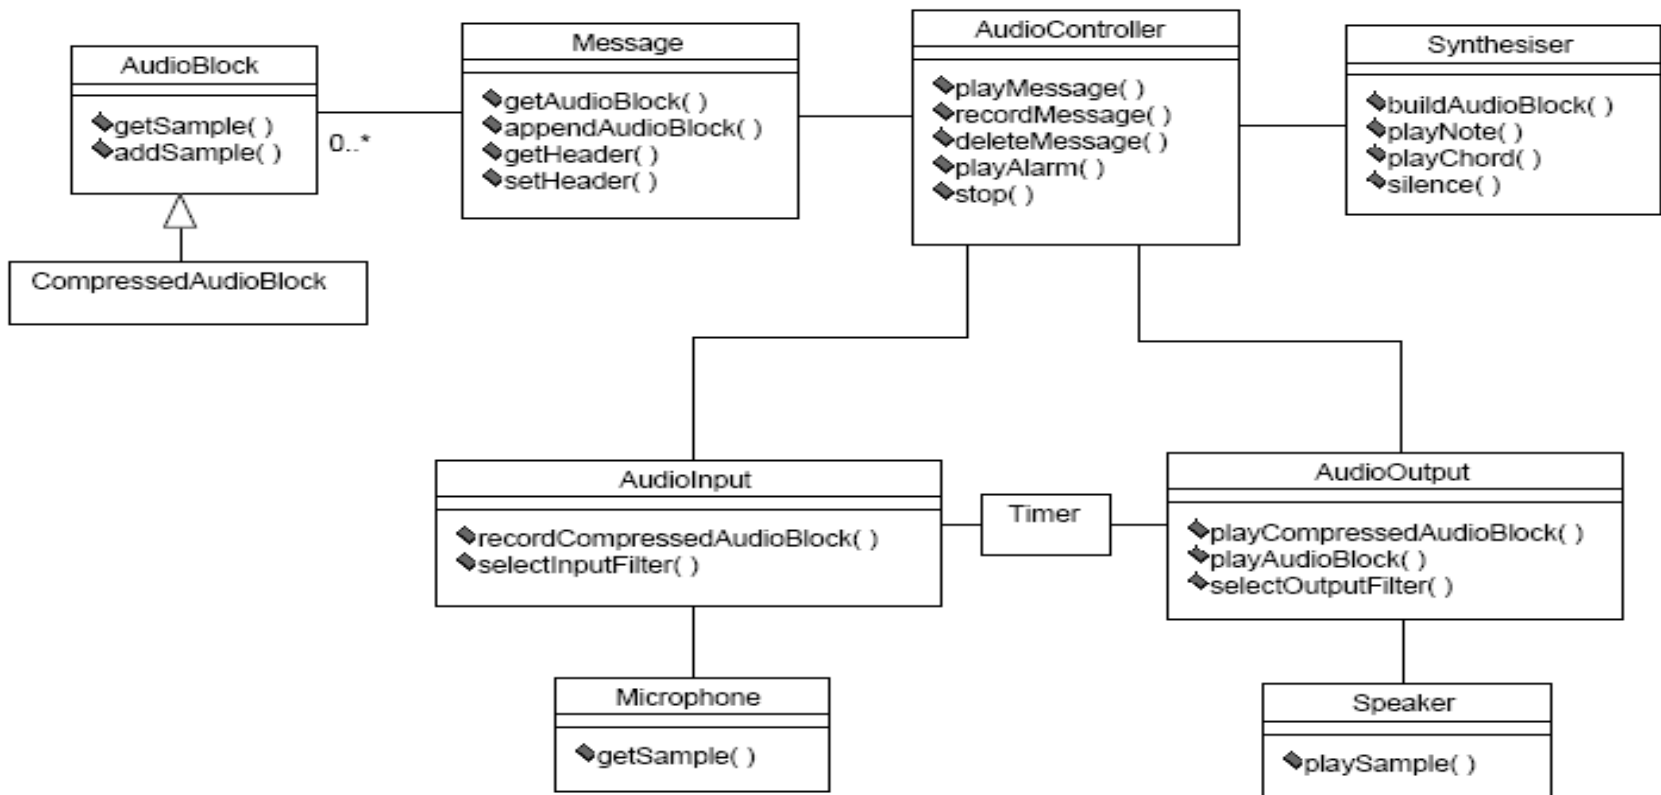 AudioBlock
getSample( )
addSample( )
0..*
CompressedAudioBlock
Message
getAudioBlock( )
appendAudioBlock( )
getHeader( )
setHeader( )
AudioController
playMessage( )
recordMessage( )
deleteMessage( )
playAlarm( )
stop( )
Synthesiser
buildAudioBlock( )
playNote( )
playChord( )
silence( )
AudioInput
recordCompressedAudioBlock( )
selectInputFilter( )
Timer
AudioOutput
playCompressedAudioBlock( )
playAudioBlock( )
selectOutputFilter( )
Microphone
getSample( )
Speaker
playSample( )